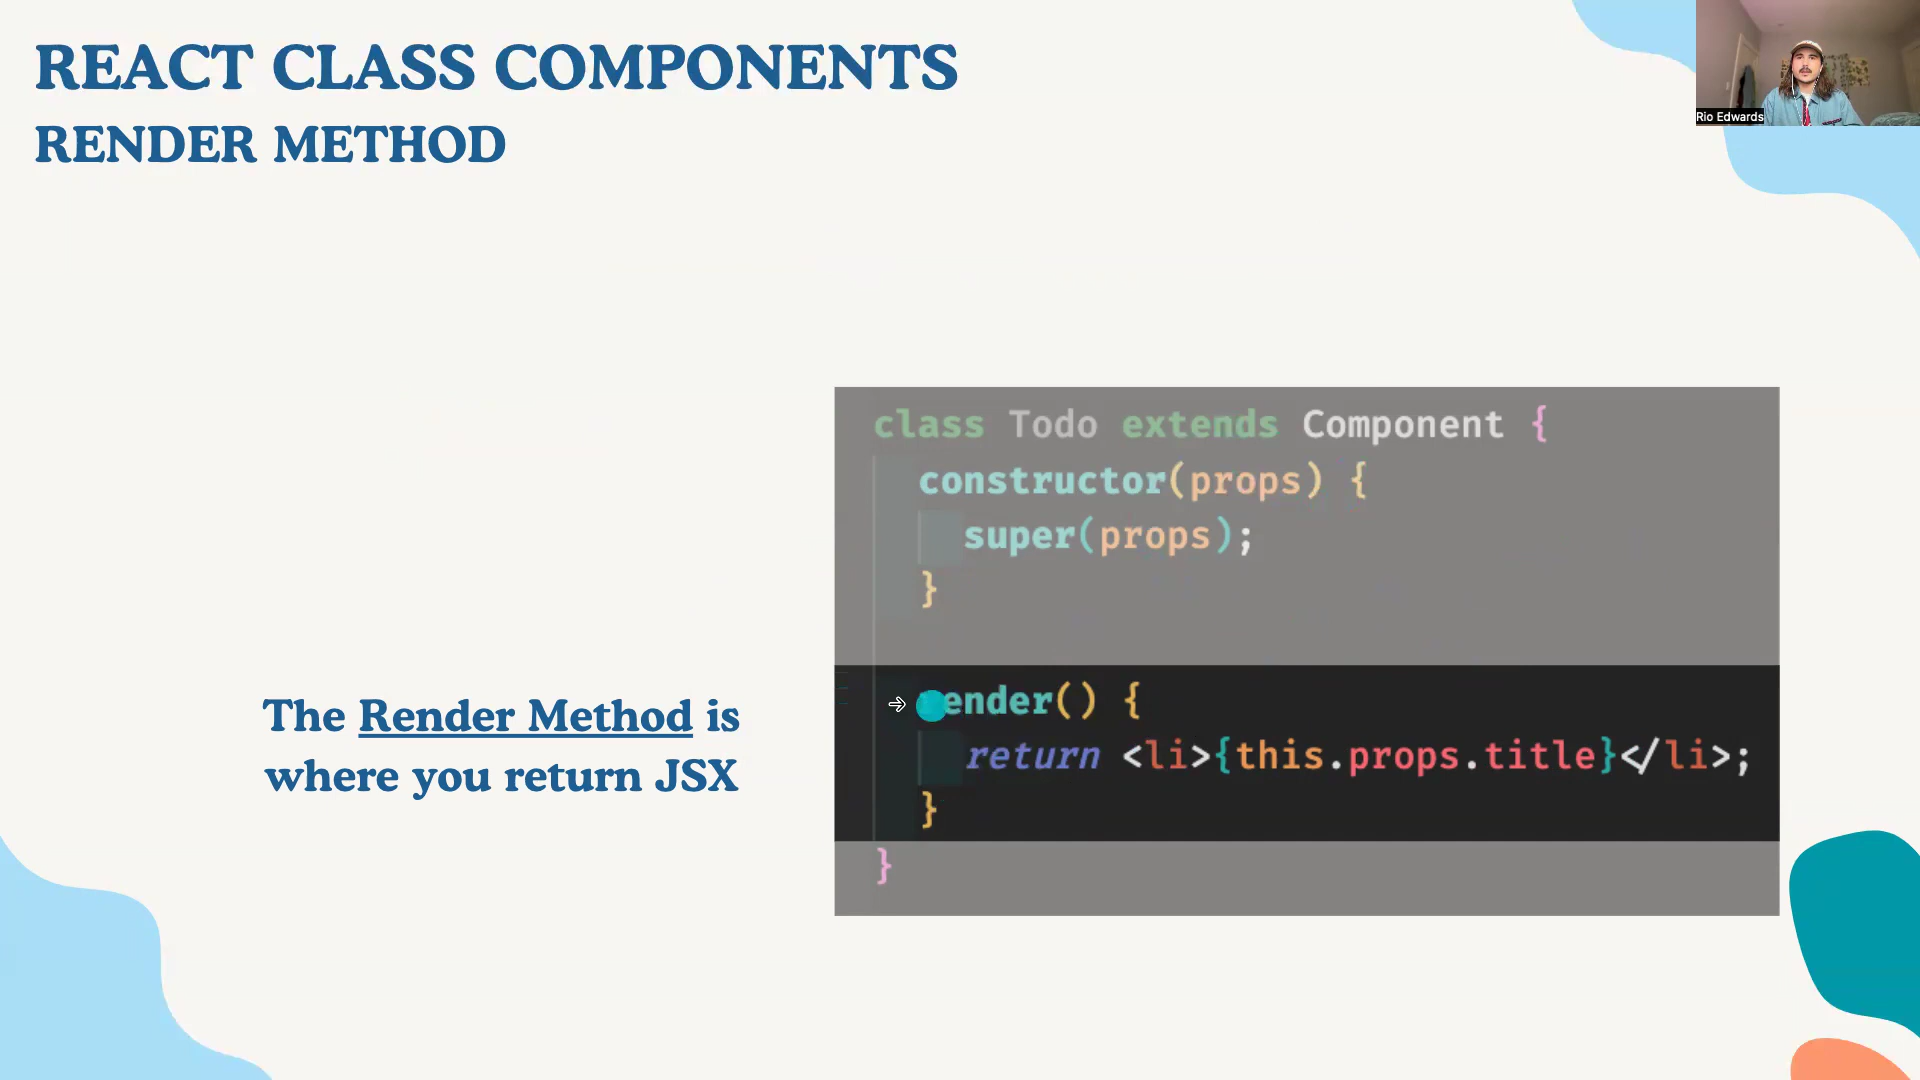 REACT CLASS COMPONENTS
RENDER METHOD
Rio Edwards
class Todo extends Component {
constructor(props) {
super(props);
}
render() {
return <li>{this.props.title}</li>;
}
}
The Render Method is
where you return JSX